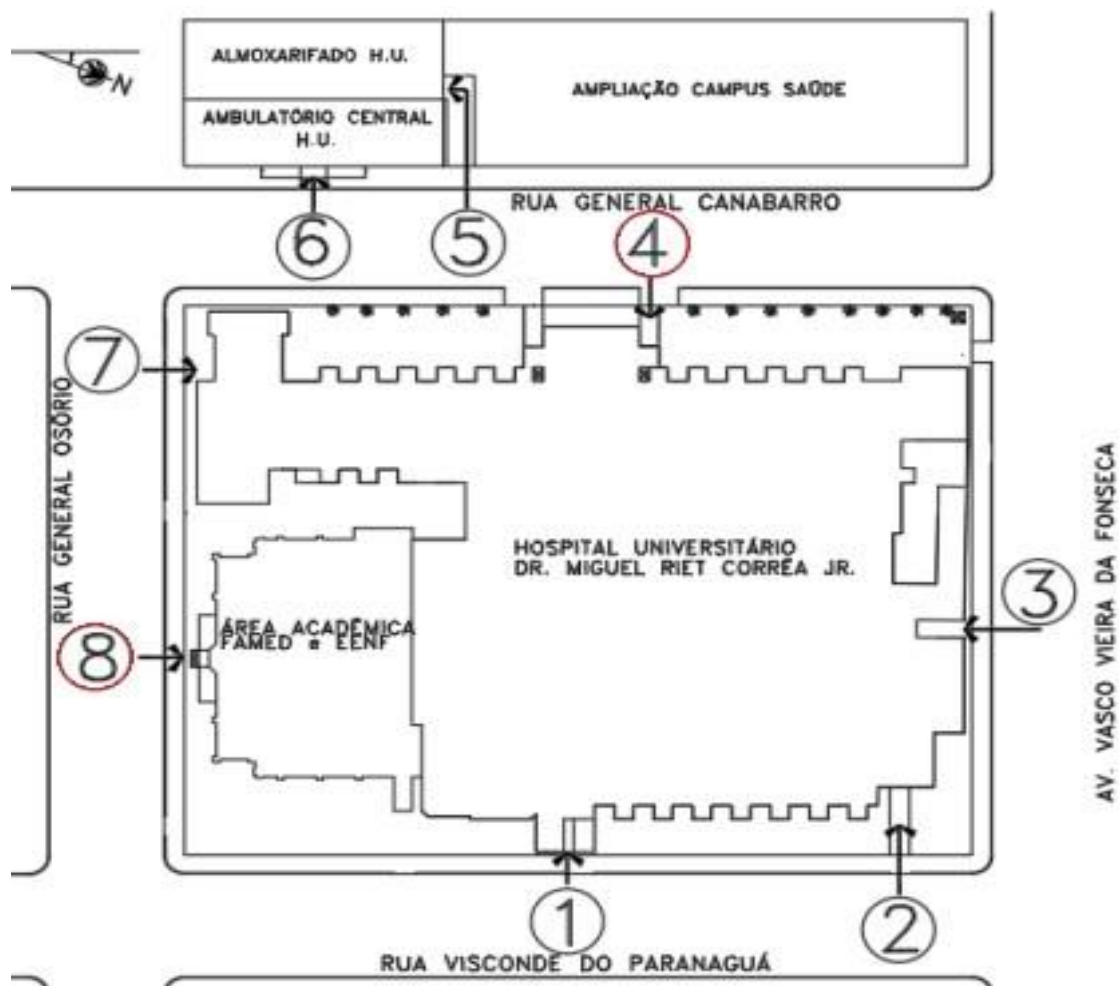 ALMOXARIFADO H.U.
N
AMPLIAÇÃO CAMPUS SAÚDE
AMBULATÓRIO CENTRAL
H.U.
RUA GENERAL CANABARRO
6
5
4
7
RUA GENERAL OSÓRIO
HOSPITAL UNIVERSITÁRIO
DR. MIGUEL RIET CORRÊA JR.
3
AV. VASCO VIEIRA DA FONSECA
ÁREA ACADÊMICA
FAMED e EENF
8
1
2
RUA VISCONDE DO PARANAGUÁ